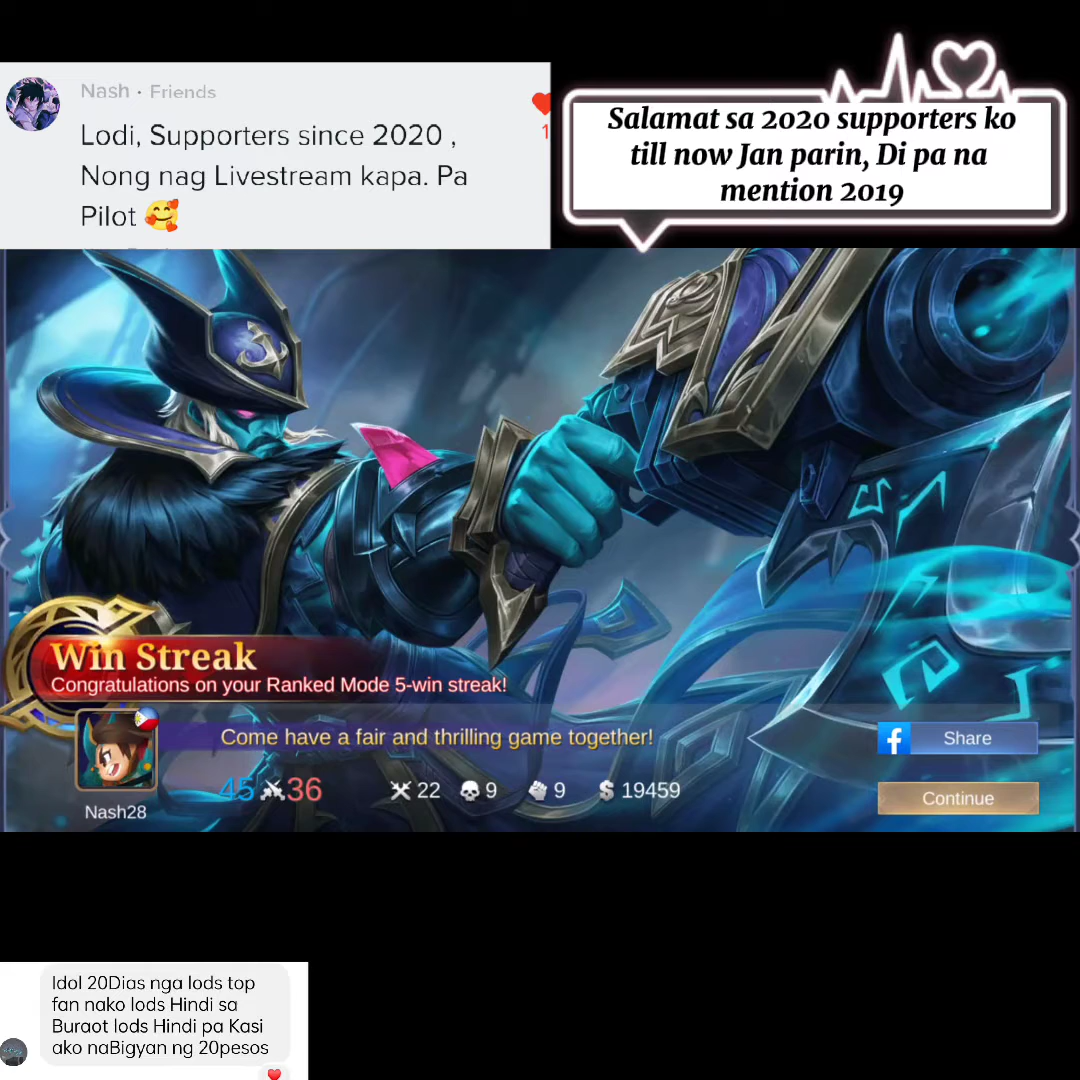 Nash · Friends
Lodi, Supporters since 2020 ,
Nong nag Livestream kapa. Pa
Pilot 🥰
1
Salamat sa 2020 supporters ko
till now Jan parin, Di pa na
mention 2019
Win Streak
Congratulations on your Ranked Mode 5-win streak!
Come have a fair and thrilling game together!
Share
45 36 22 9 9 $ 19459
Continue
Nash28
Idol 20Dias nga lods top
fan nako lods Hindi sa
Buraot lods Hindi pa Kasi
ako naBigyan ng 20pesos